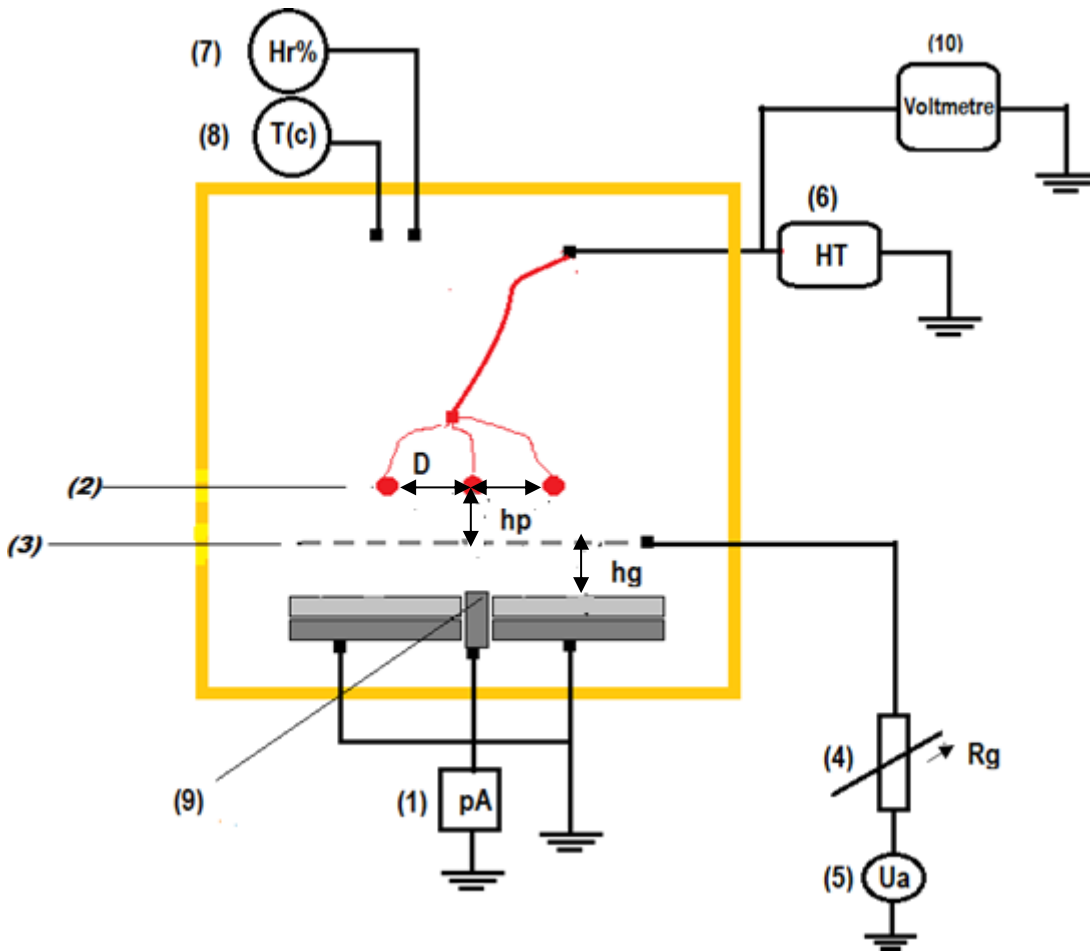 (7)
Hr%
(8)
T(c)
(10)
Voltmetre
(6)
HT
D
(2)
hp
(3)
hg
(4)
Rg
(9)
(1)
pA
(5)
Ua